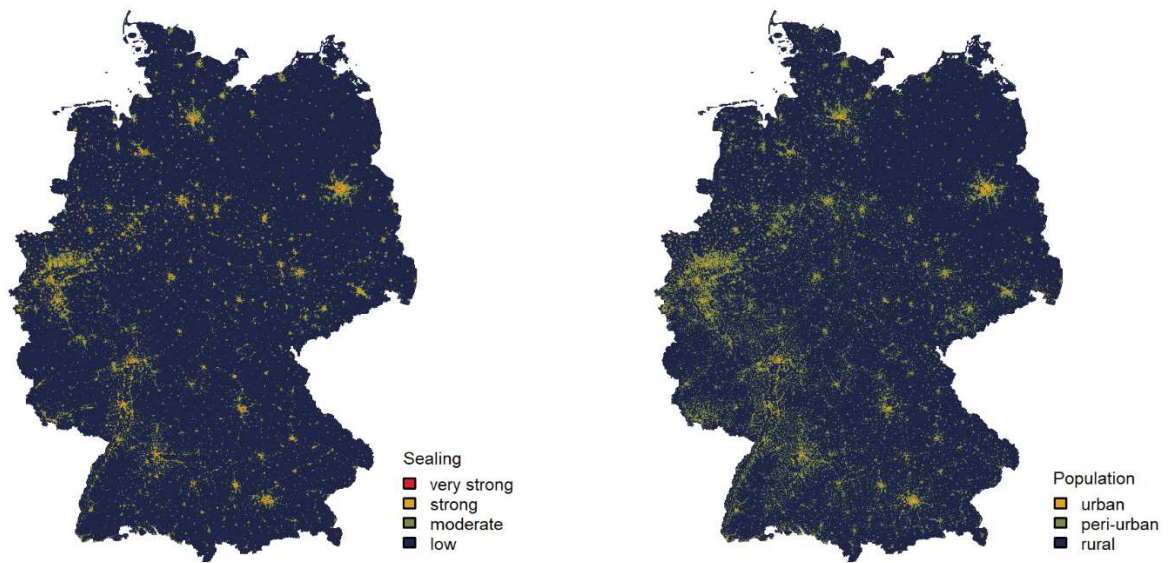 Sealing
very strong
strong
moderate
low
Population
urban
peri-urban
rural